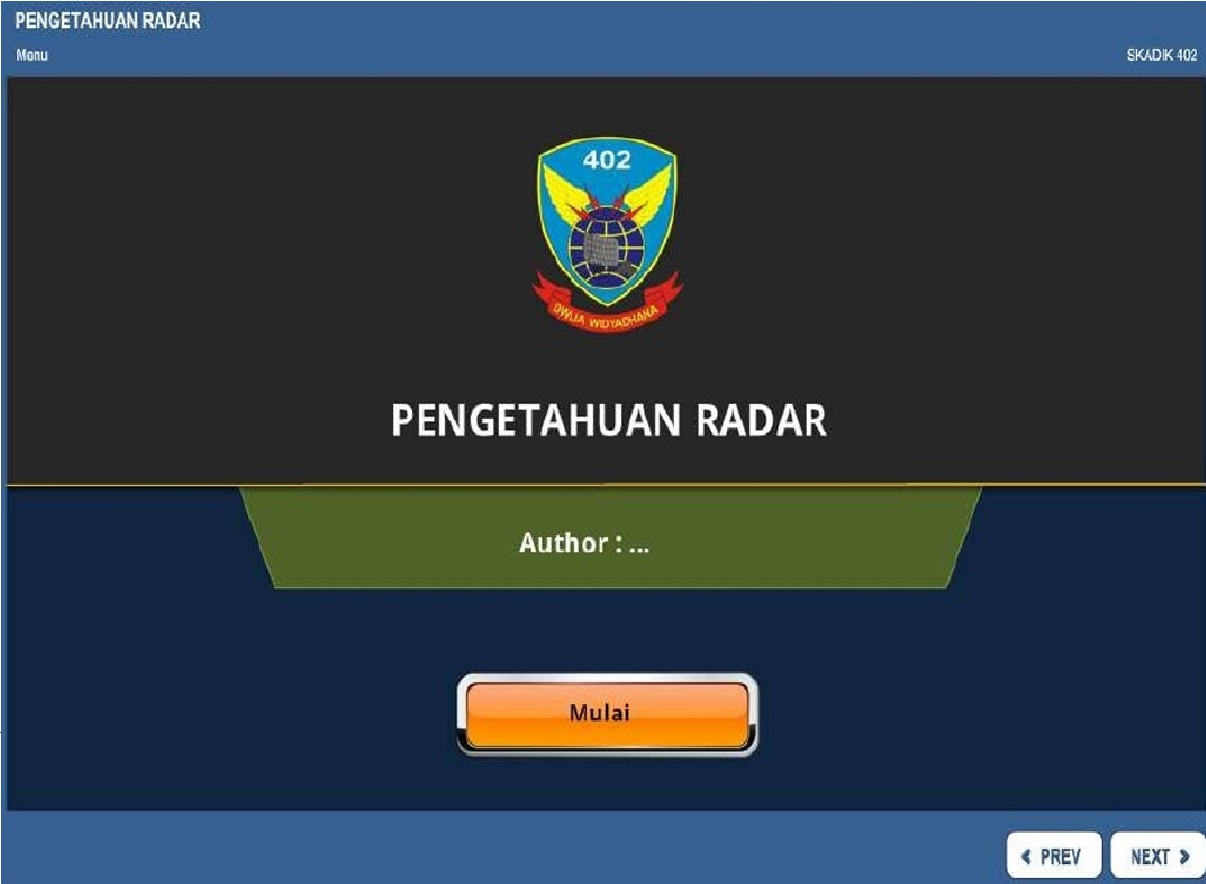 PENGETAHUAN RADAR
Menu
SKADIK 402
402
DWIJA WIDYADHANA
PENGETAHUAN RADAR
Author : ...
Mulai
PREV
NEXT